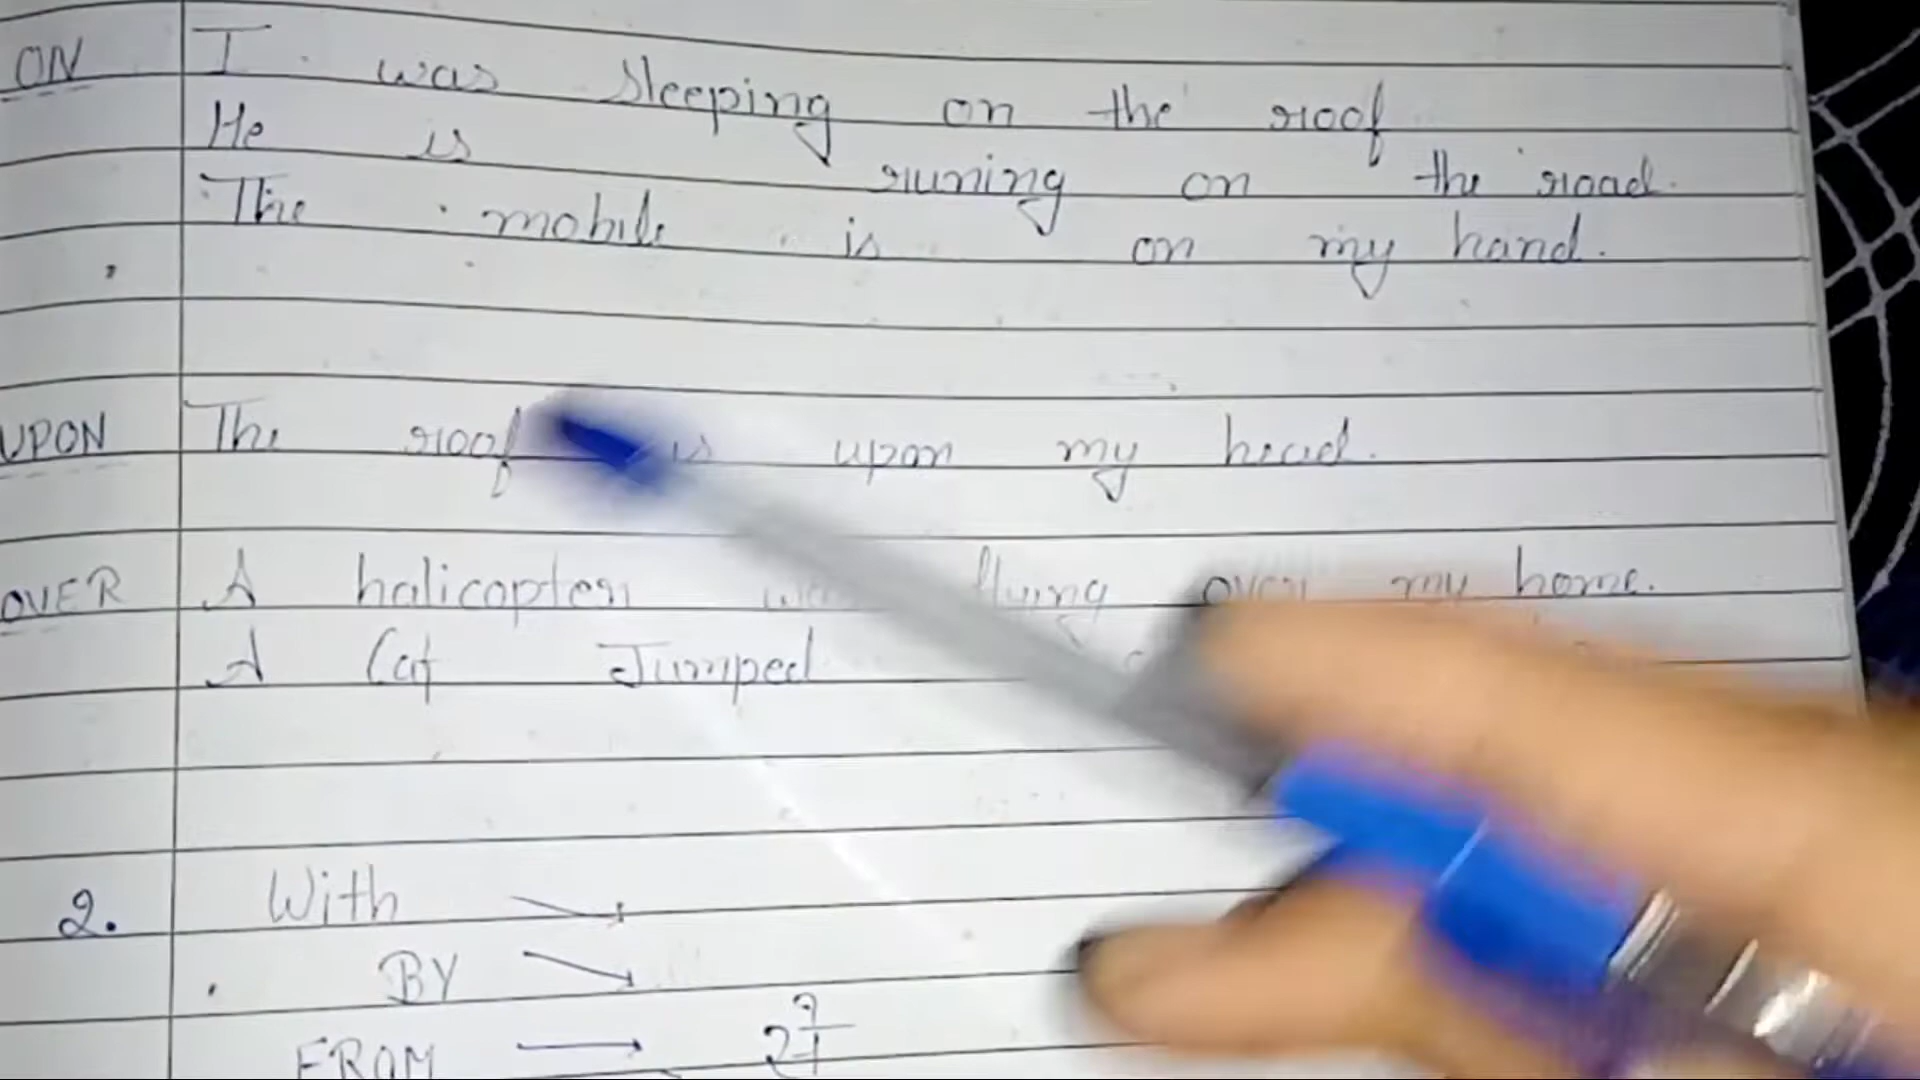 ON I was sleeping on the roof
He is runing on the road.
The mobile is on my hand.
UPON The roof is upon my head.
OVER A halicopter was flying over my home.
A Cat Jumped
2. With
BY
FROM से